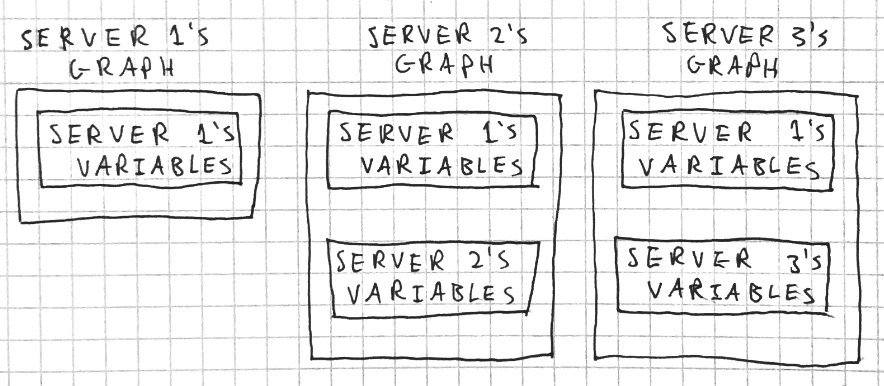 SERVER 1's
GRAPH
SERVER 1's
VARIABLES
SERVER 2's
GRAPH
SERVER 1's
VARIABLES
SERVER 2's
VARIABLES
SERVER 3's
GRAPH
SERVER 1's
VARIABLES
SERVER 3's
VARIABLES